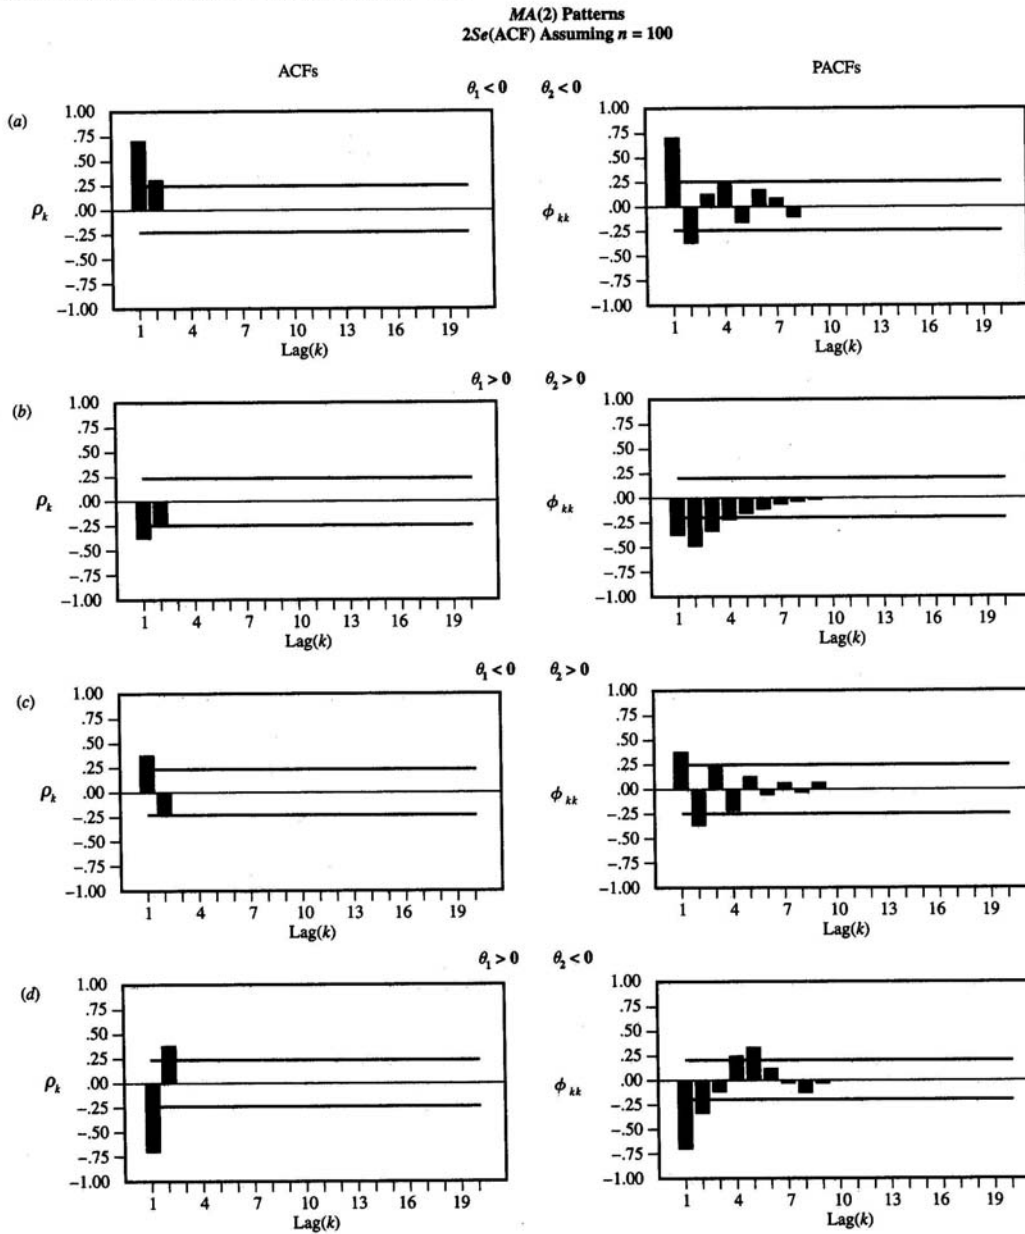 MA(2) Patterns
2Se(ACF) Assuming n = 100
ACFs
PACFs
θ₁ < 0 θ₂ < 0
(a)
1.00
.75
.50
.25
.00
−.25
−.50
−.75
−1.00
ρₖ
1 4 7 10 13 16 19
Lag(k)
1.00
.75
.50
.25
.00
−.25
−.50
−.75
−1.00
ϕₖₖ
1 4 7 10 13 16 19
Lag(k)
θ₁ > 0 θ₂ > 0
(b)
1.00
.75
.50
.25
.00
−.25
−.50
−.75
−1.00
ρₖ
1 4 7 10 13 16 19
Lag(k)
1.00
.75
.50
.25
.00
−.25
−.50
−.75
−1.00
ϕₖₖ
1 4 7 10 13 16 19
Lag(k)
θ₁ < 0 θ₂ > 0
(c)
1.00
.75
.50
.25
.00
−.25
−.50
−.75
−1.00
ρₖ
1 4 7 10 13 16 19
Lag(k)
1.00
.75
.50
.25
.00
−.25
−.50
−.75
−1.00
ϕₖₖ
1 4 7 10 13 16 19
Lag(k)
θ₁ > 0 θ₂ < 0
(d)
1.00
.75
.50
.25
.00
−.25
−.50
−.75
−1.00
ρₖ
1 4 7 10 13 16 19
Lag(k)
1.00
.75
.50
.25
.00
−.25
−.50
−.75
−1.00
ϕₖₖ
1 4 7 10 13 16 19
Lag(k)